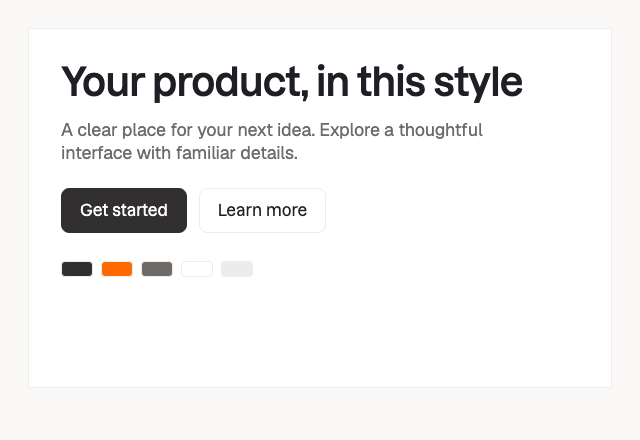 Your product, in this style
A clear place for your next idea. Explore a thoughtful
interface with familiar details.
Get started
Learn more